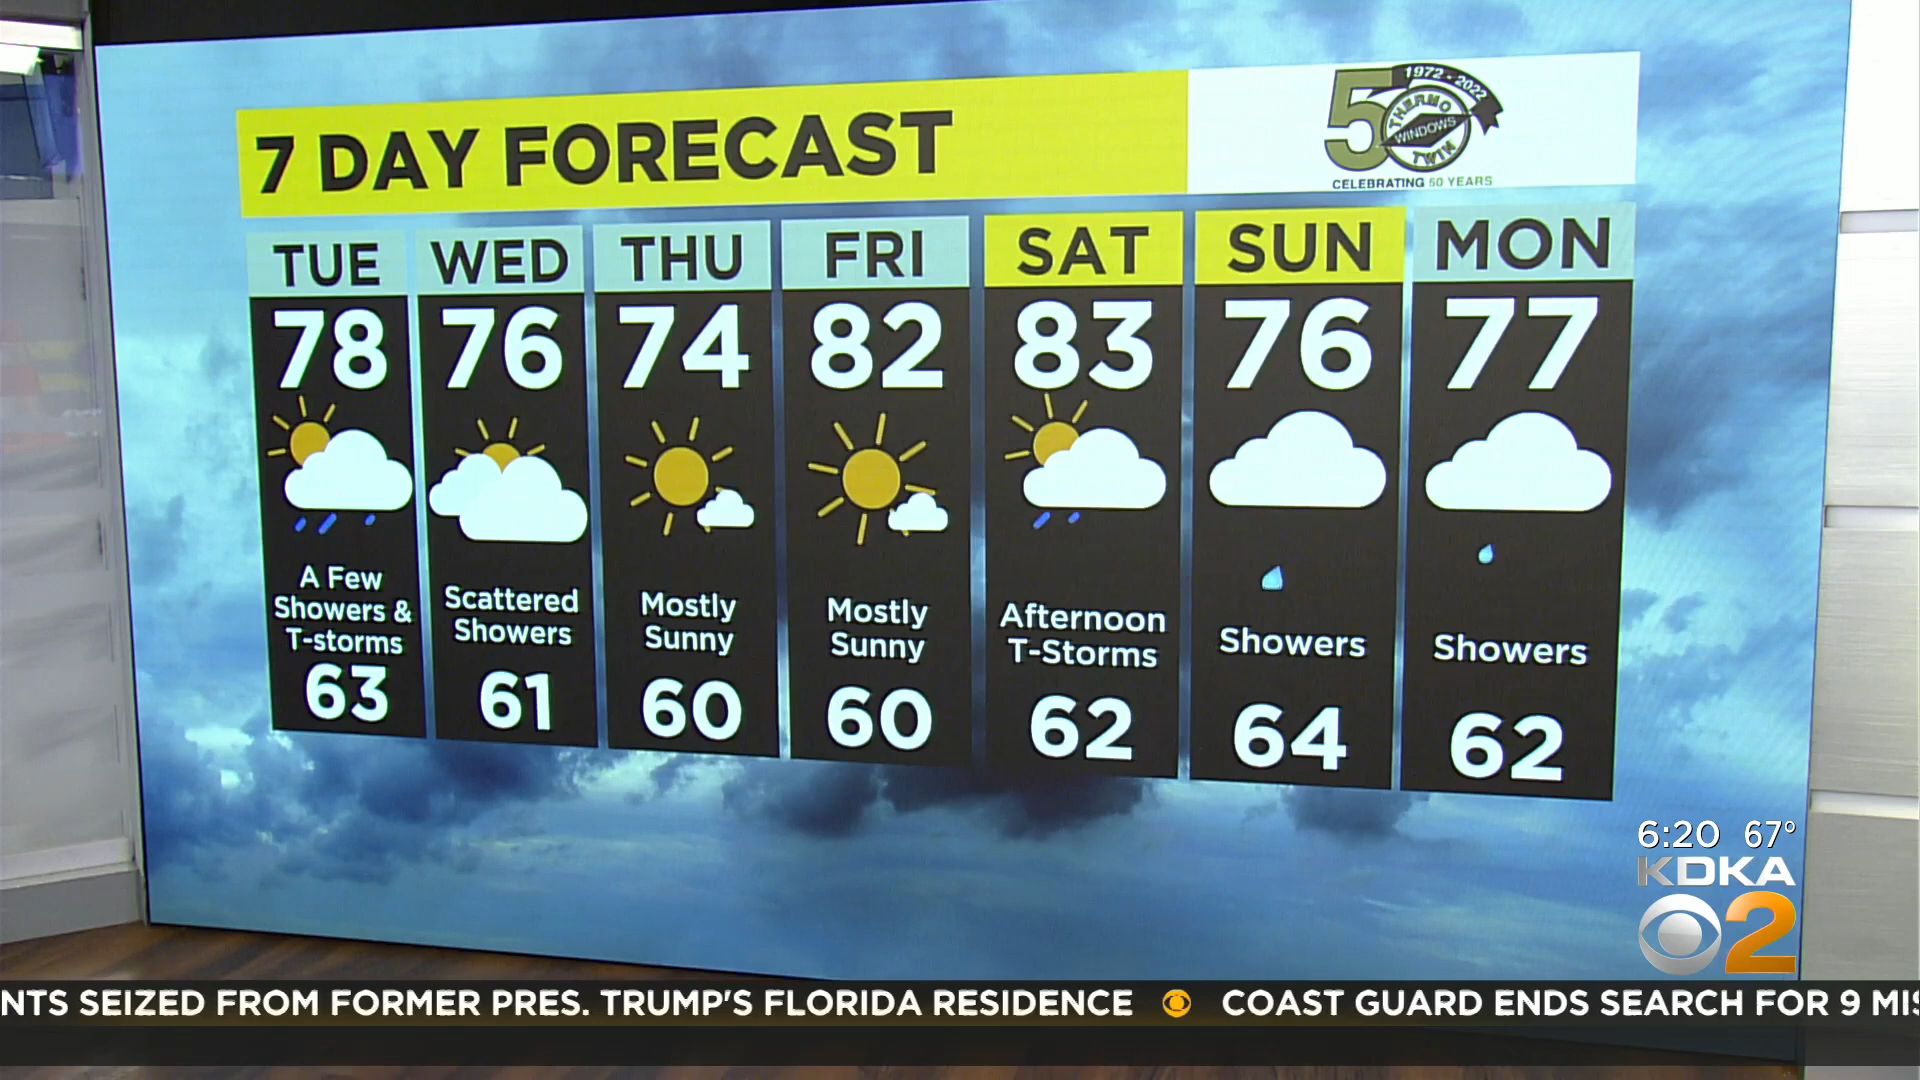 7 DAY FORECAST
50
1972 - 2022
THERMO
WINDOWS
TWIN
CELEBRATING 50 YEARS
TUE
78
A Few
Showers &
T-storms
63
WED
76
Scattered
Showers
61
THU
74
Mostly
Sunny
60
FRI
82
Mostly
Sunny
60
SAT
83
Afternoon
T-Storms
62
SUN
76
Showers
64
MON
77
Showers
62
6:20 67°
KDKA
2
NTS SEIZED FROM FORMER PRES. TRUMP'S FLORIDA RESIDENCE COAST GUARD ENDS SEARCH FOR 9 MIS